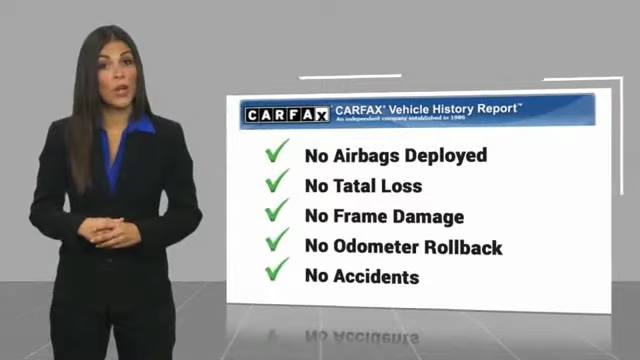 CARFAX CARFAX® Vehicle History Report™
An independent company established in 1986
No Airbags Deployed
No Tatal Loss
No Frame Damage
No Odometer Rollback
No Accidents